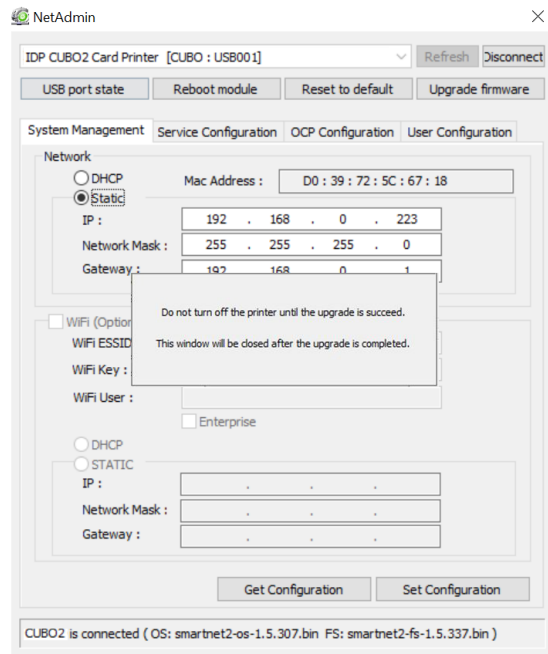 NetAdmin
IDP CUBO2 Card Printer [CUBO : USB001] Refresh Disconnect
USB port state Reboot module Reset to default Upgrade firmware
System Management Service Configuration OCP Configuration User Configuration
Network
DHCP Mac Address : D0 : 39 : 72 : 5C : 67 : 18
Static
IP : 192 . 168 . 0 . 223
Network Mask : 255 . 255 . 255 . 0
Gateway : 192 168 0 1
Do not turn off the printer until the upgrade is succeed.
WiFi (Option
WiFi ESSID
This window will be closed after the upgrade is completed.
WiFi Key :
WiFi User :
Enterprise
DHCP
STATIC
IP : . . .
Network Mask : . . .
Gateway : . . .
Get Configuration Set Configuration
CUBO2 is connected ( OS: smartnet2-os-1.5.307.bin FS: smartnet2-fs-1.5.337.bin )